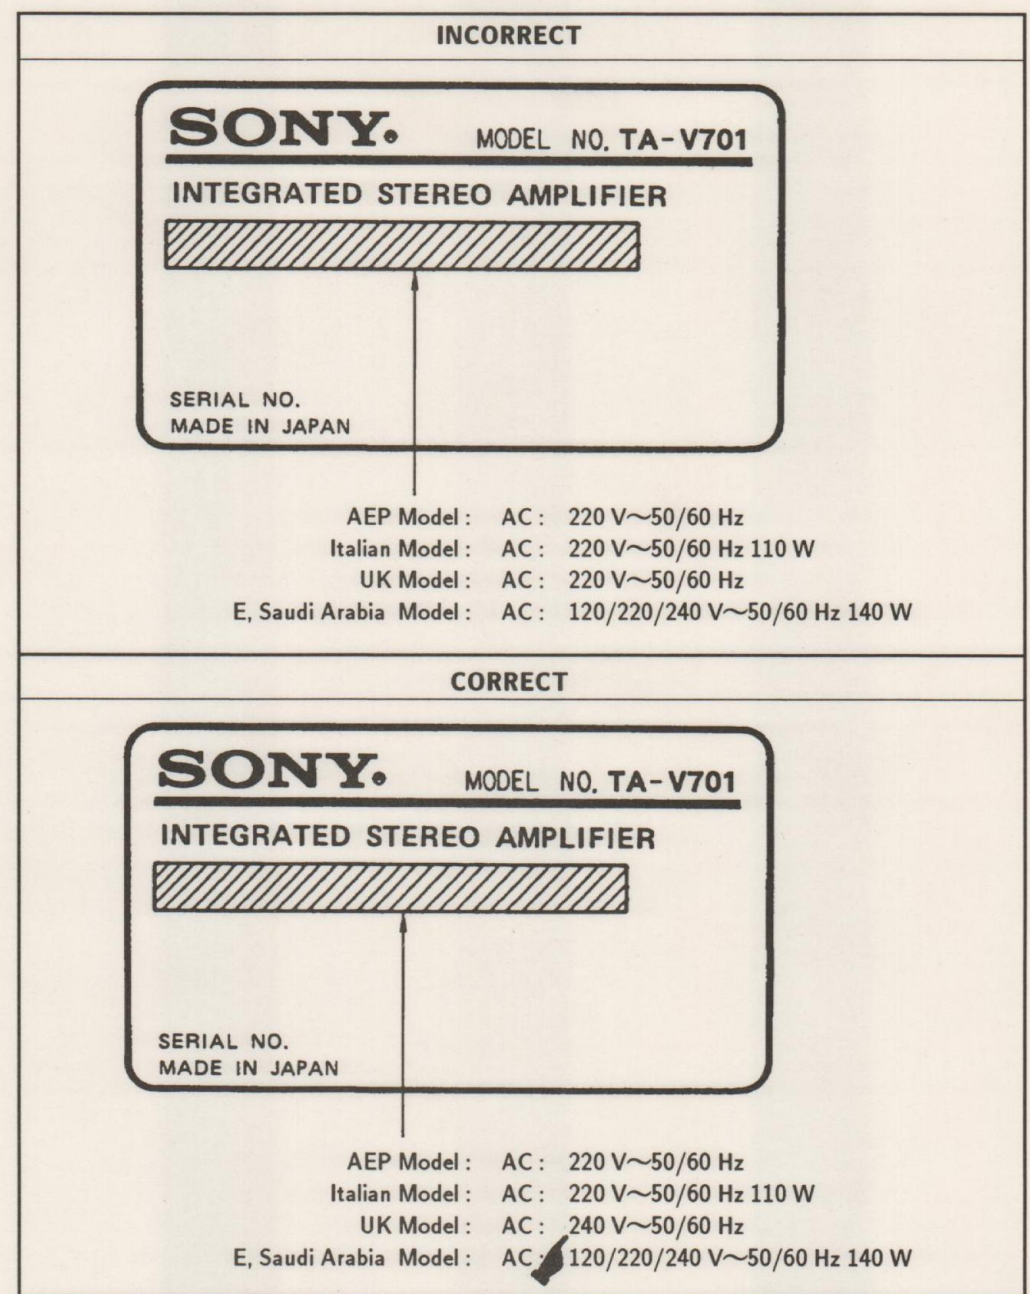 INCORRECT
SONY.
MODEL NO. TA-V701
INTEGRATED STEREO AMPLIFIER
SERIAL NO.
MADE IN JAPAN
AEP Model : AC : 220 V~50/60 Hz
Italian Model : AC : 220 V~50/60 Hz 110 W
UK Model : AC : 220 V~50/60 Hz
E, Saudi Arabia Model : AC : 120/220/240 V~50/60 Hz 140 W
CORRECT
SONY.
MODEL NO. TA-V701
INTEGRATED STEREO AMPLIFIER
SERIAL NO.
MADE IN JAPAN
AEP Model : AC : 220 V~50/60 Hz
Italian Model : AC : 220 V~50/60 Hz 110 W
UK Model : AC : 240 V~50/60 Hz
E, Saudi Arabia Model : AC : 120/220/240 V~50/60 Hz 140 W